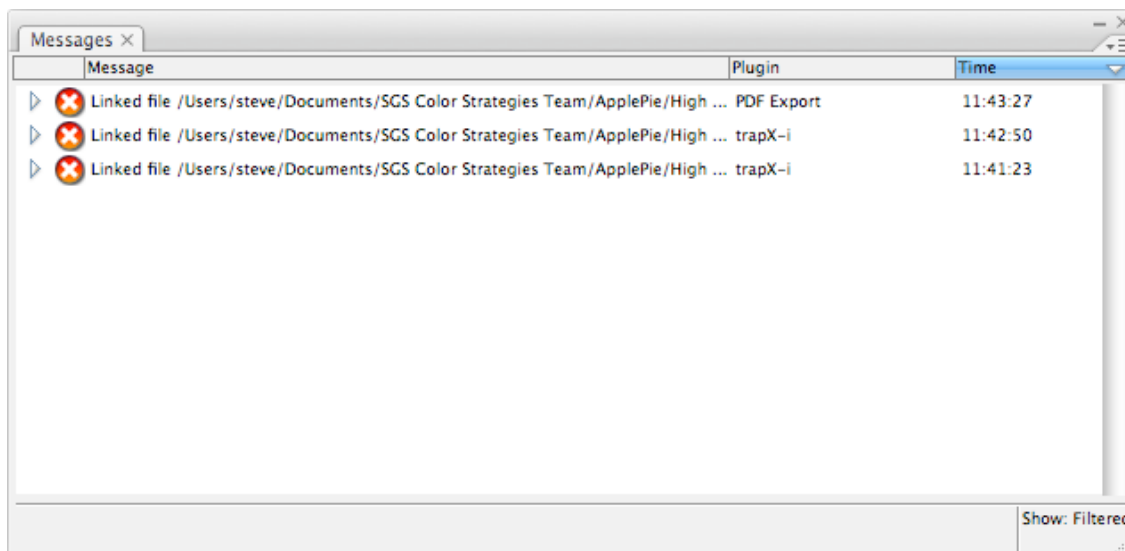 Messages
Message Plugin Time
Linked file /Users/steve/Documents/SGS Color Strategies Team/ApplePie/High ... PDF Export 11:43:27
Linked file /Users/steve/Documents/SGS Color Strategies Team/ApplePie/High ... trapX-i 11:42:50
Linked file /Users/steve/Documents/SGS Color Strategies Team/ApplePie/High ... trapX-i 11:41:23
Show: Filtered